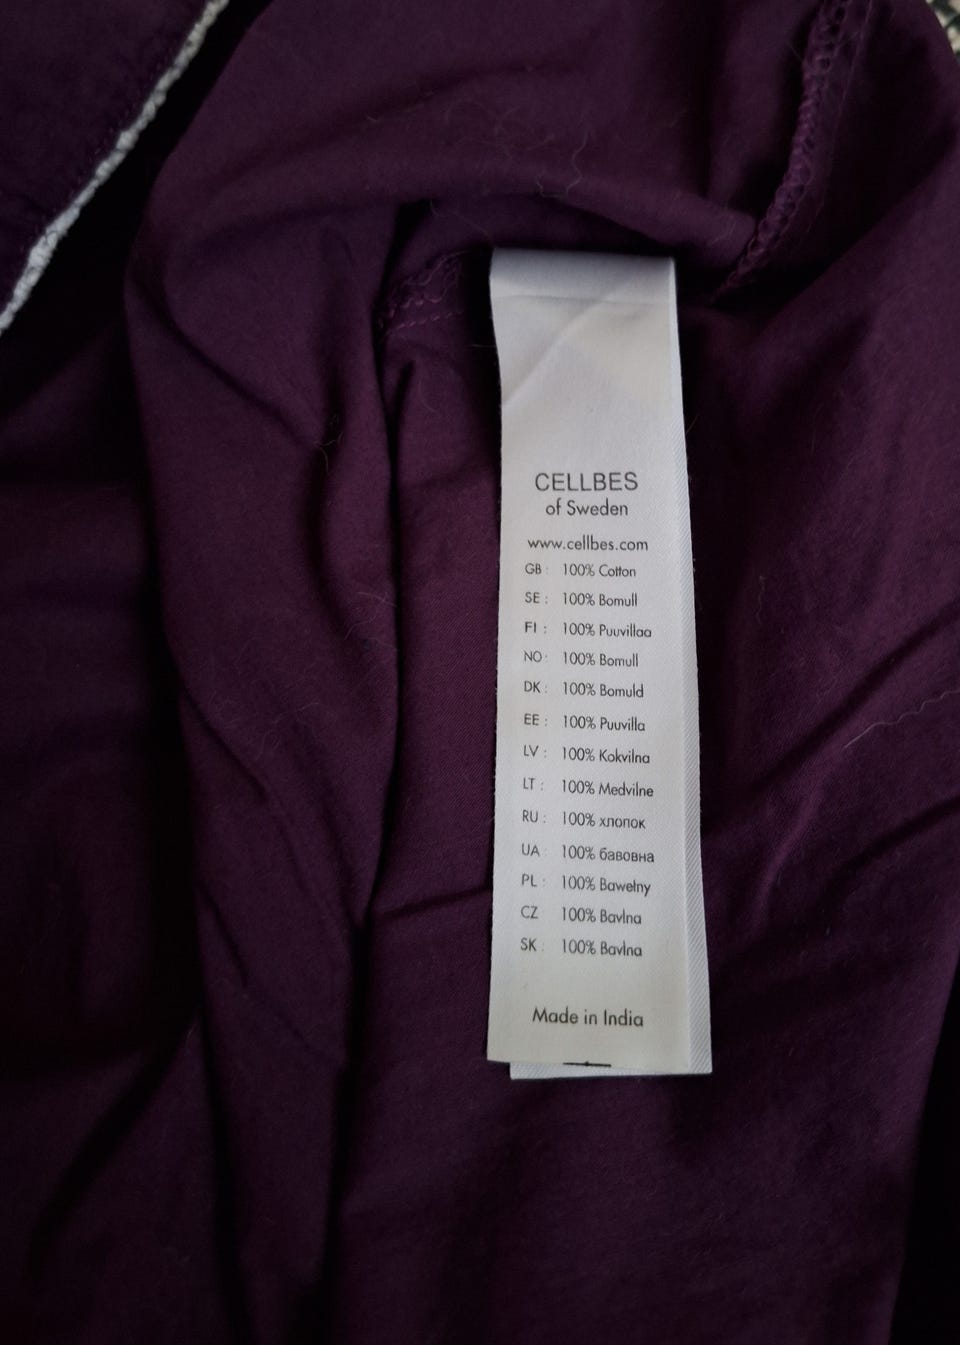 CELLBES
of Sweden
www.cellbes.com
GB : 100% Cotton
SE : 100% Bomull
FI : 100% Puuvillaa
NO : 100% Bomull
DK : 100% Bomuld
EE : 100% Puuvilla
LV : 100% Kokvilna
LT : 100% Medvilne
RU : 100% хлопок
UA : 100% бавовна
PL : 100% Bawełny
CZ 100% Bavlna
SK : 100% Bavlna
Made in India